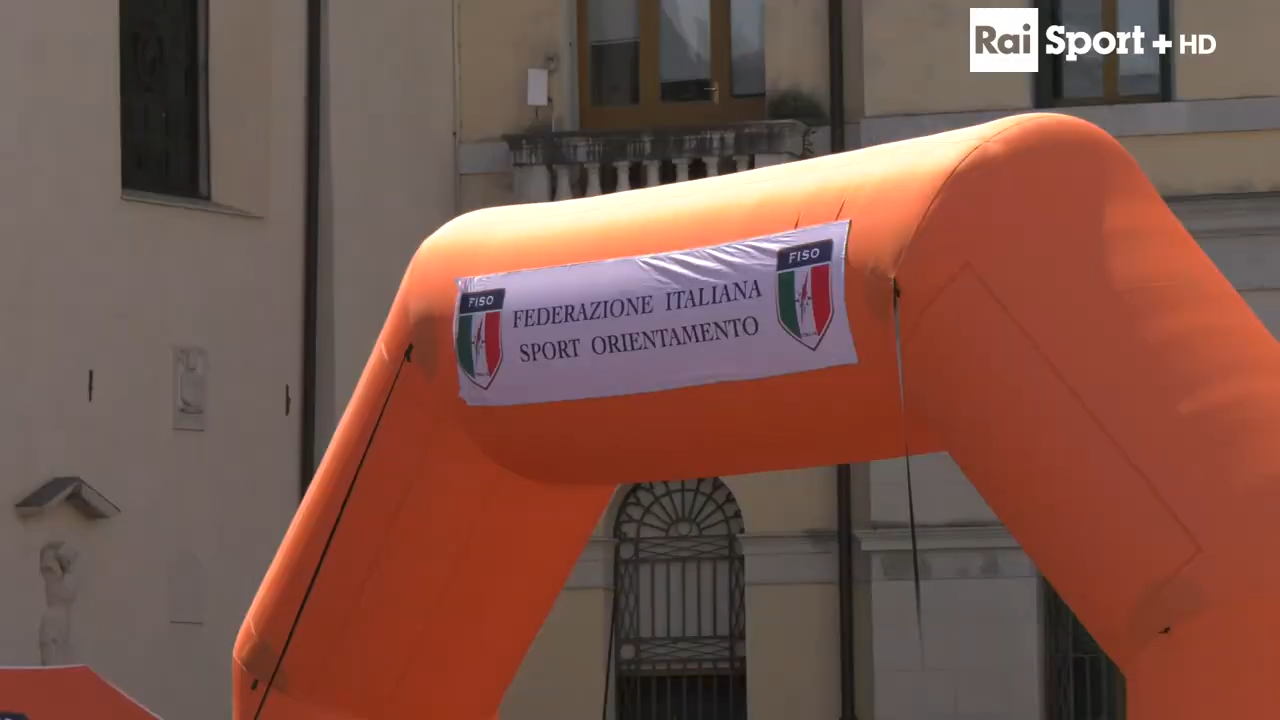 Rai Sport + HD
FISO
FEDERAZIONE ITALIANA
SPORT ORIENTAMENTO
FISO